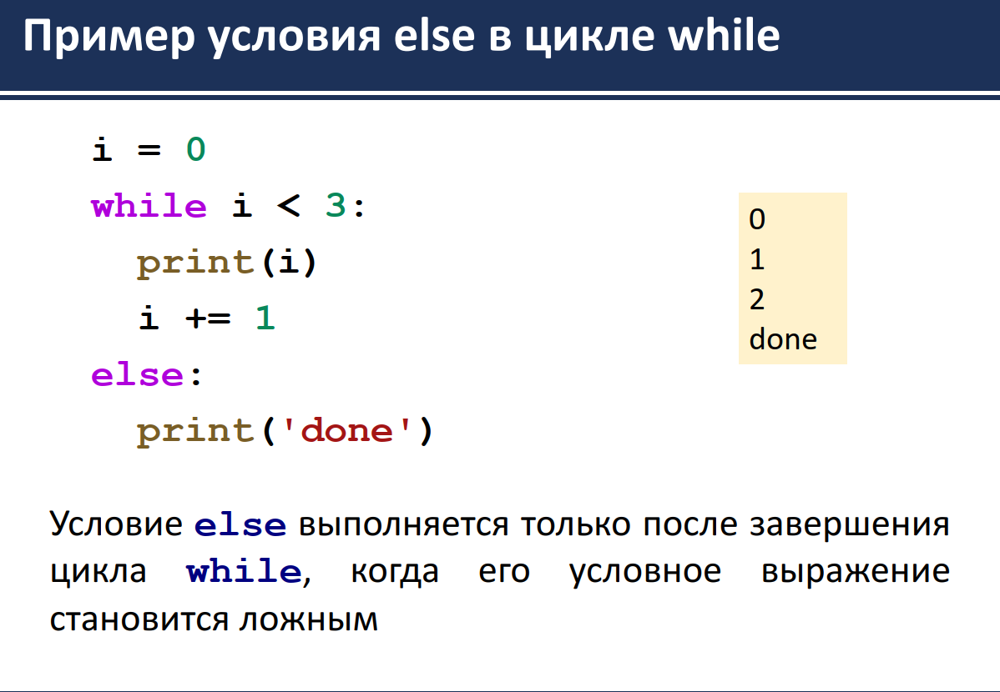 Пример условия else в цикле while
i = 0
while i < 3:
  print(i)
  i += 1
else:
  print('done')
0
1
2
done
Условие else выполняется только после завершения
цикла while, когда его условное выражение
становится ложным